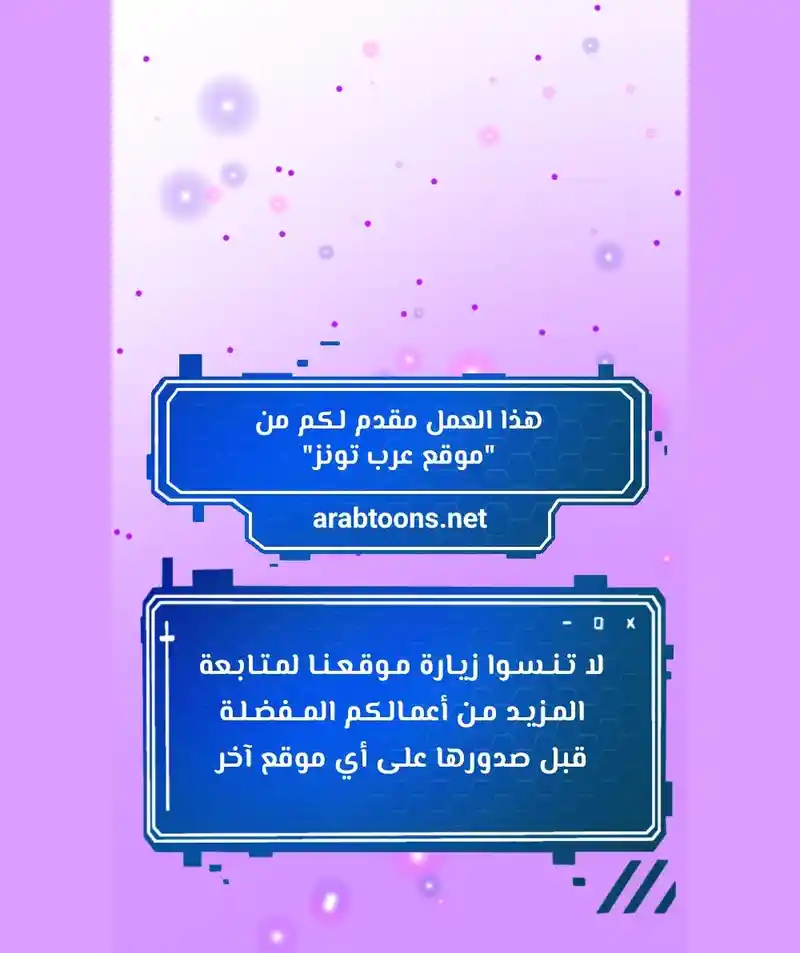 هذا العمل مقدم لكم من
"موقع عرب تونز"
arabtoons.net
لا تنسوا زيارة موقعنا لمتابعة
المزيد من أعمالكم المفضلة
قبل صدورها على أي موقع آخر